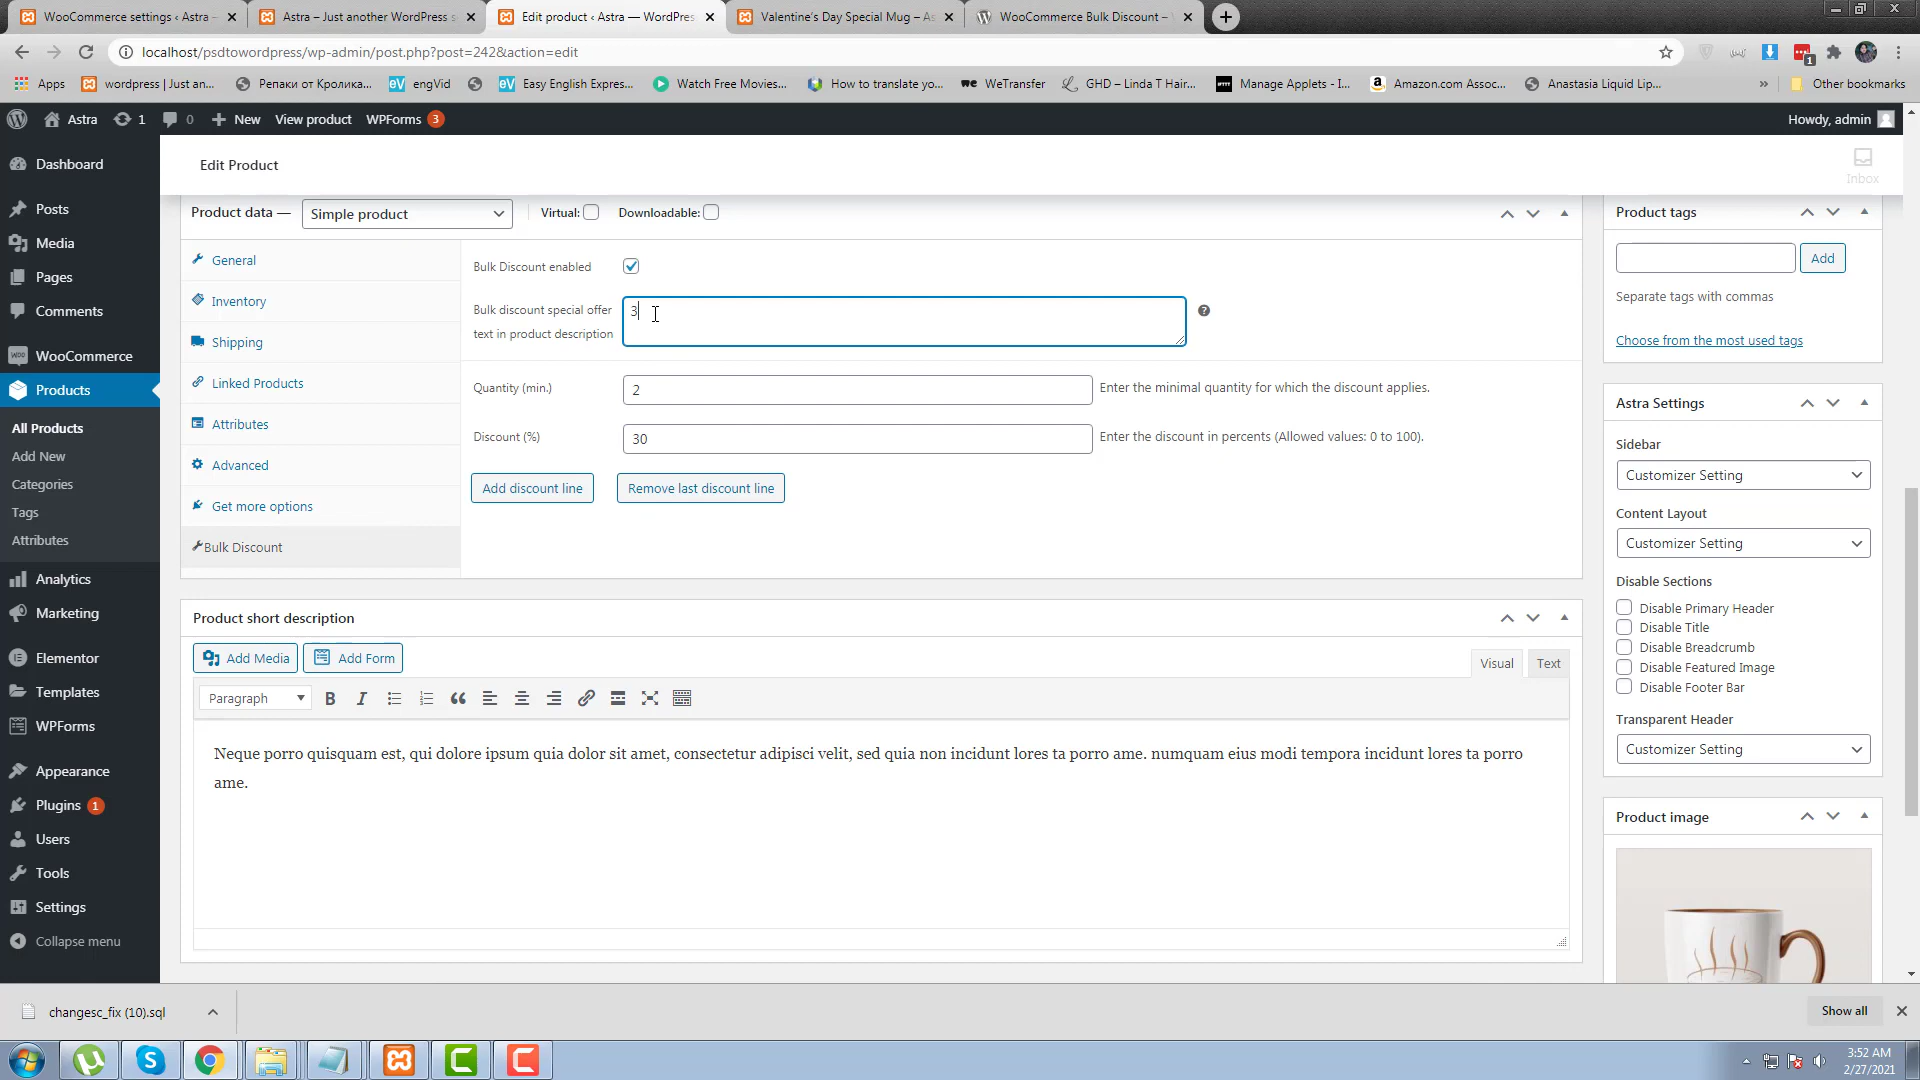 WooCommerce settings ‹ Astra –
Astra – Just another WordPress s
Edit product ‹ Astra — WordPres
Valentine's Day Special Mug – As
WooCommerce Bulk Discount –
localhost/psdtowordpress/wp-admin/post.php?post=242&action=edit
1
Apps
wordpress | Just an...
Репаки от Кролика...
engVid
Easy English Expres...
Watch Free Movies...
How to translate yo...
WeTransfer
GHD – Linda T Hair...
Manage Applets - I...
Amazon.com Assoc...
Anastasia Liquid Lip...
Other bookmarks
Astra
1
0
New
View product
WPForms 3
Howdy, admin
Dashboard
Posts
Media
Pages
Comments
WooCommerce
Products
All Products
Add New
Categories
Tags
Attributes
Analytics
Marketing
Elementor
Templates
WPForms
Appearance
Plugins 1
Users
Tools
Settings
Collapse menu
Edit Product
Inbox
Product data —
Simple product
Virtual:
Downloadable:
General
Inventory
Shipping
Linked Products
Attributes
Advanced
Get more options
Bulk Discount
Bulk Discount enabled
Bulk discount special offer
text in product description
3
Quantity (min.)
2
Enter the minimal quantity for which the discount applies.
Discount (%)
30
Enter the discount in percents (Allowed values: 0 to 100).
Add discount line
Remove last discount line
Product short description
Add Media
Add Form
Visual
Text
Paragraph
Neque porro quisquam est, qui dolore ipsum quia dolor sit amet, consectetur adipisci velit, sed quia non incidunt lores ta porro ame. numquam eius modi tempora incidunt lores ta porro
ame.
Product tags
Add
Separate tags with commas
Choose from the most used tags
Astra Settings
Sidebar
Customizer Setting
Content Layout
Customizer Setting
Disable Sections
Disable Primary Header
Disable Title
Disable Breadcrumb
Disable Featured Image
Disable Footer Bar
Transparent Header
Customizer Setting
Product image
changesc_fix (10).sql
Show all
3:52 AM
2/27/2021